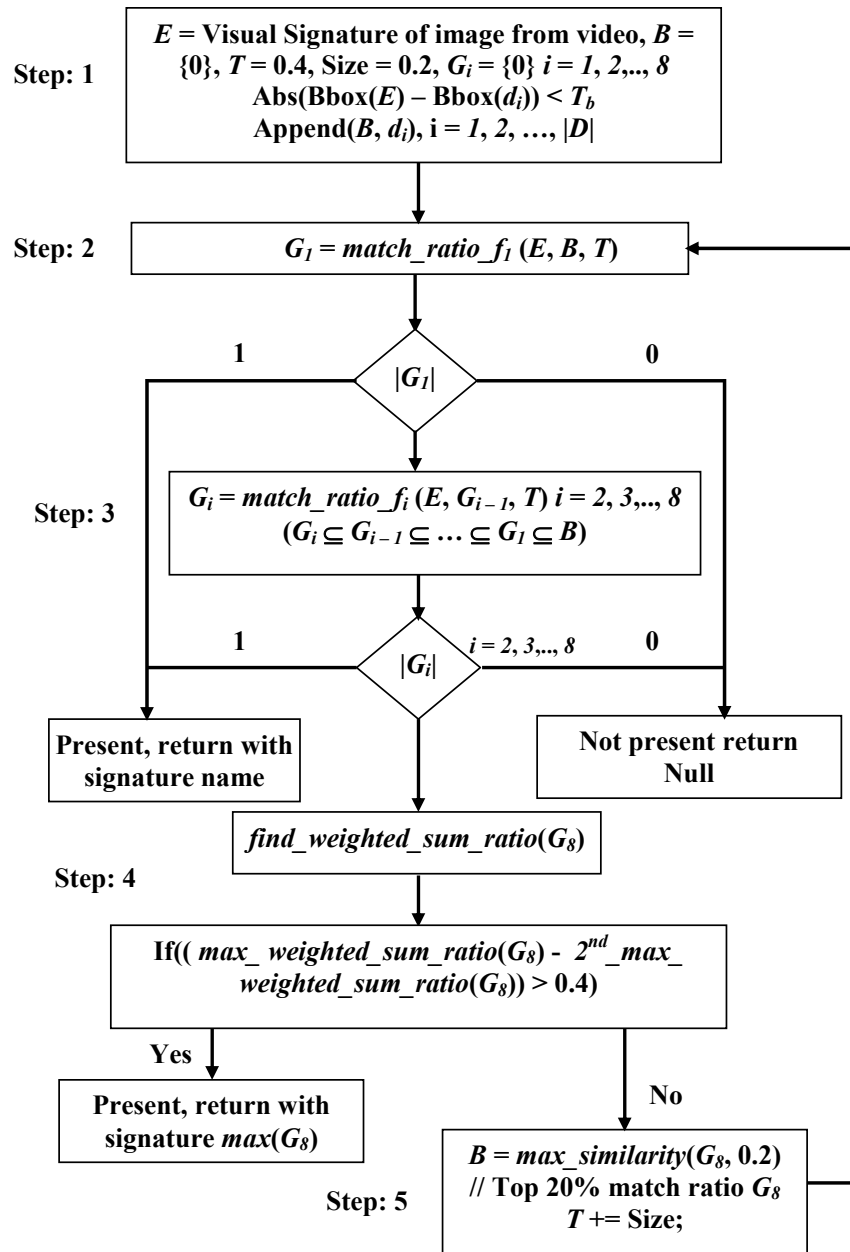 Step: 1
E = Visual Signature of image from video, B =
{0}, T = 0.4, Size = 0.2, Gi = {0} i = 1, 2,.., 8
Abs(Bbox(E) – Bbox(di)) < Tb
Append(B, di), i = 1, 2, …, |D|
Step: 2
G1 = match_ratio_f1 (E, B, T)
1
|G1|
0
Step: 3
Gi = match_ratio_fi (E, Gi – 1, T) i = 2, 3,.., 8
(Gi ⊆ Gi – 1 ⊆ … ⊆ G1 ⊆ B)
1
|Gi|
i = 2, 3,.., 8
0
Present, return with
signature name
Not present return
Null
find_weighted_sum_ratio(G8)
Step: 4
If(( max_ weighted_sum_ratio(G8) - 2nd_max_
weighted_sum_ratio(G8)) > 0.4)
Yes
No
Present, return with
signature max(G8)
Step: 5
B = max_similarity(G8, 0.2)
// Top 20% match ratio G8
T += Size;